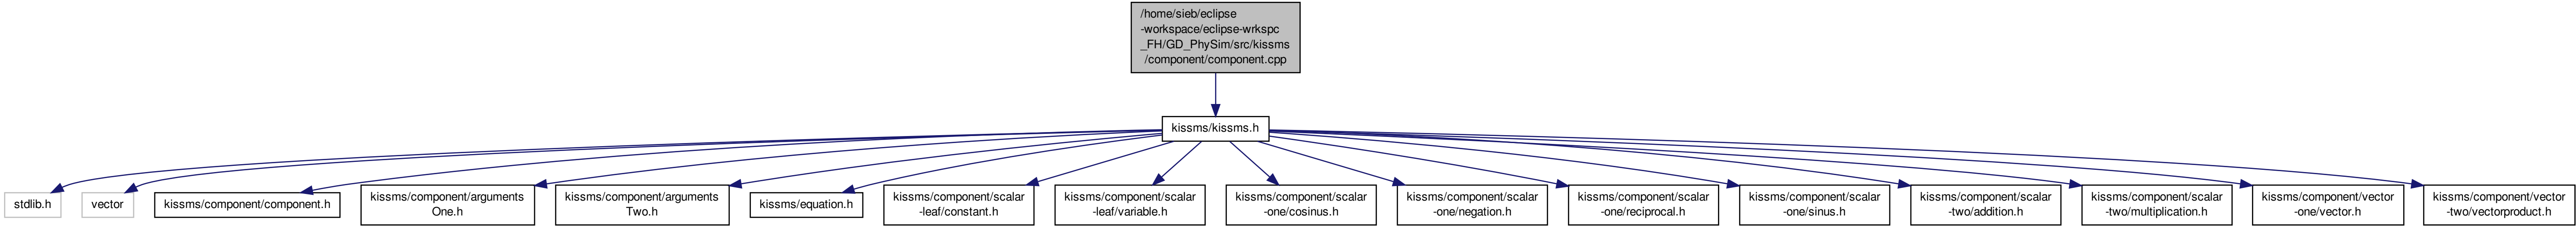 /home/sieb/eclipse
-workspace/eclipse-wrkspc
_FH/GD_PhySim/src/kissms
/component/component.cpp
kissms/kissms.h
stdlib.h
vector
kissms/component/component.h
kissms/component/arguments
One.h
kissms/component/arguments
Two.h
kissms/equation.h
kissms/component/scalar
-leaf/constant.h
kissms/component/scalar
-leaf/variable.h
kissms/component/scalar
-one/cosinus.h
kissms/component/scalar
-one/negation.h
kissms/component/scalar
-one/reciprocal.h
kissms/component/scalar
-one/sinus.h
kissms/component/scalar
-two/addition.h
kissms/component/scalar
-two/multiplication.h
kissms/component/vector
-one/vector.h
kissms/component/vector
-two/vectorproduct.h